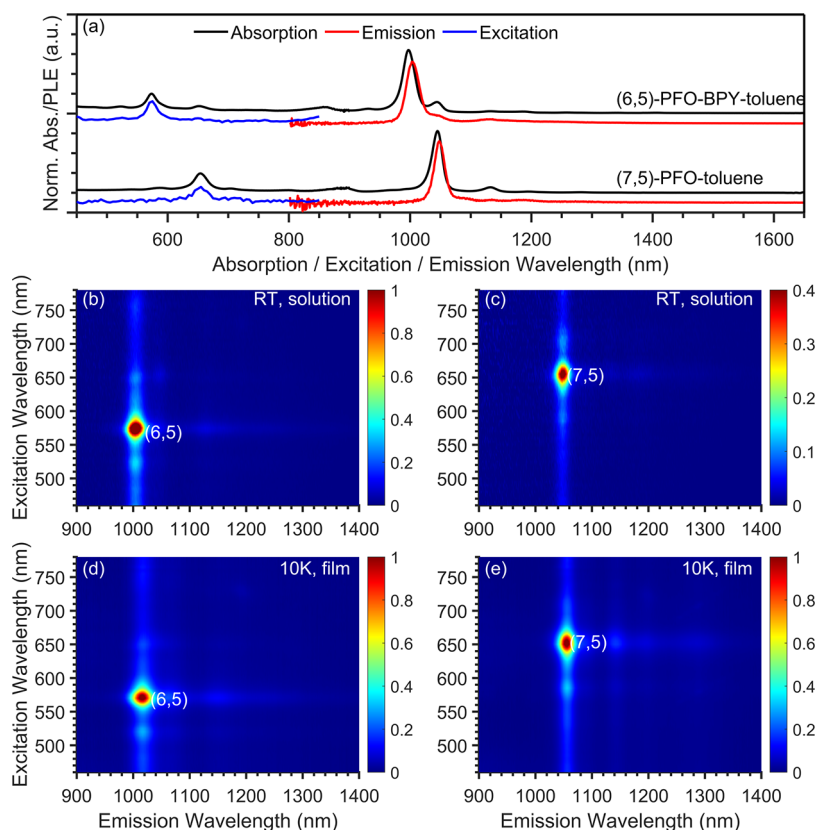 (a)
Absorption Emission Excitation
Norm. Abs./PLE (a.u.)
(6,5)-PFO-BPY-toluene
(7,5)-PFO-toluene
600 800 1000 1200 1400 1600
Absorption / Excitation / Emission Wavelength (nm)
(b) RT, solution
Excitation Wavelength (nm)
750
700
650
600
550
500
(6,5)
900 1000 1100 1200 1300 1400
1
0.8
0.6
0.4
0.2
0
(c) RT, solution
750
700
650
600
550
500
(7,5)
900 1000 1100 1200 1300 1400
0.4
0.3
0.2
0.1
0
(d) 10K, film
Excitation Wavelength (nm)
750
700
650
600
550
500
(6,5)
900 1000 1100 1200 1300 1400
Emission Wavelength (nm)
1
0.8
0.6
0.4
0.2
0
(e) 10K, film
750
700
650
600
550
500
(7,5)
900 1000 1100 1200 1300 1400
Emission Wavelength (nm)
1
0.8
0.6
0.4
0.2
0